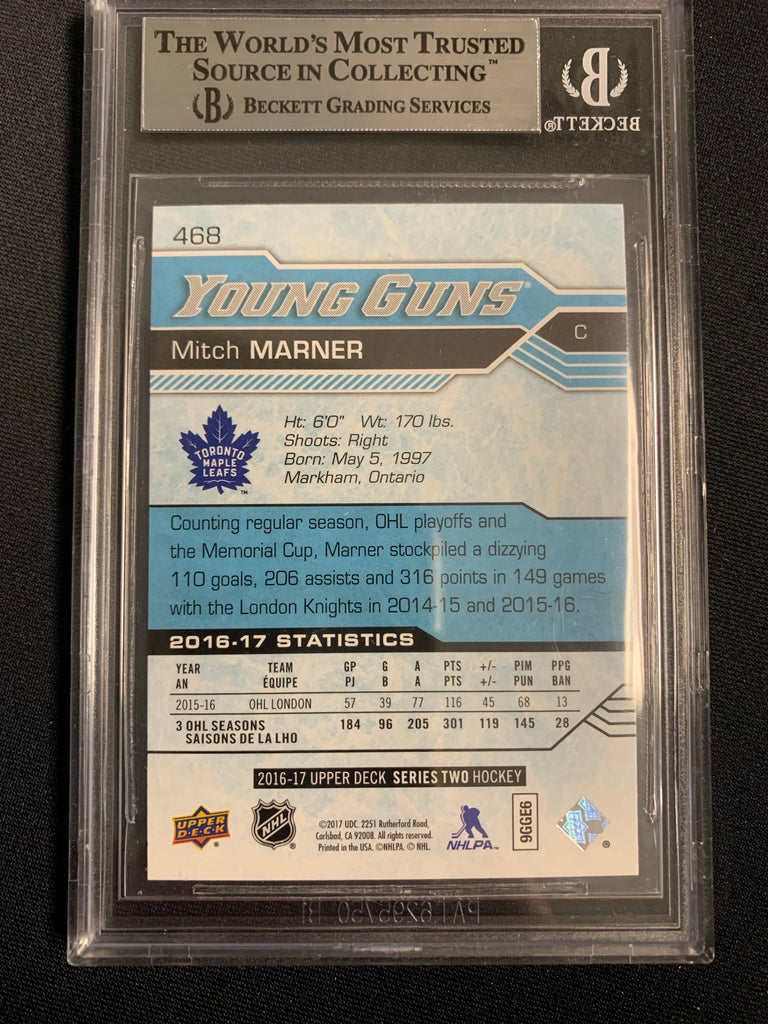 THE WORLD'S MOST TRUSTED
SOURCE IN COLLECTING™
B BECKETT GRADING SERVICES
B
BECKETT®
468
YOUNG GUNS®
Mitch MARNER
C
TORONTO
MAPLE
LEAFS
™
Ht: 6'0" Wt: 170 lbs.
Shoots: Right
Born: May 5, 1997
Markham, Ontario
Counting regular season, OHL playoffs and
the Memorial Cup, Marner stockpiled a dizzying
110 goals, 206 assists and 316 points in 149 games
with the London Knights in 2014-15 and 2015-16.
2016-17 STATISTICS
YEAR TEAM GP G A PTS +/- PIM PPG
AN ÉQUIPE PJ B A PTS +/- PUN BAN
2015-16 OHL LONDON 57 39 77 116 45 68 13
3 OHL SEASONS 184 96 205 301 119 145 28
SAISONS DE LA LHO
2016-17 UPPER DECK SERIES TWO HOCKEY
UPPER
D·E·C·K
NHL
©2017 UDC. 2251 Rutherford Road,
Carlsbad, CA 92008. All rights reserved.
Printed in the USA. ©NHLPA. © NHL.
NHLPA™
9GGE6
®